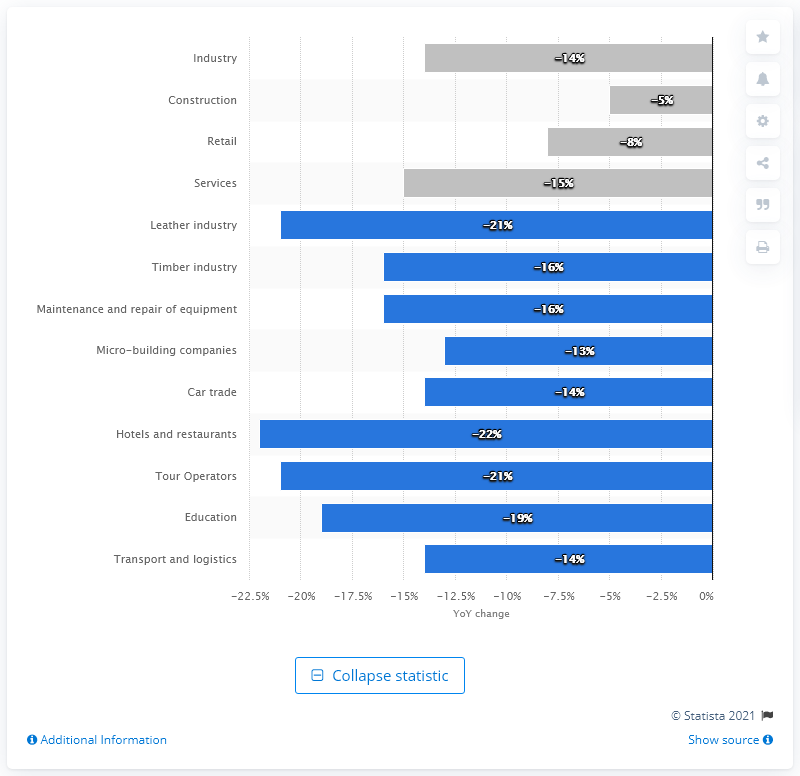 Industry −14%
Construction −5%
Retail −8%
Services −15%
Leather industry −21%
Timber industry −16%
Maintenance and repair of equipment −16%
Micro-building companies −13%
Car trade −14%
Hotels and restaurants −22%
Tour Operators −21%
Education −19%
Transport and logistics −14%
−22.5% −20% −17.5% −15% −12.5% −10% −7.5% −5% −2.5% 0%
YoY change
Collapse statistic
© Statista 2021
Additional Information Show source